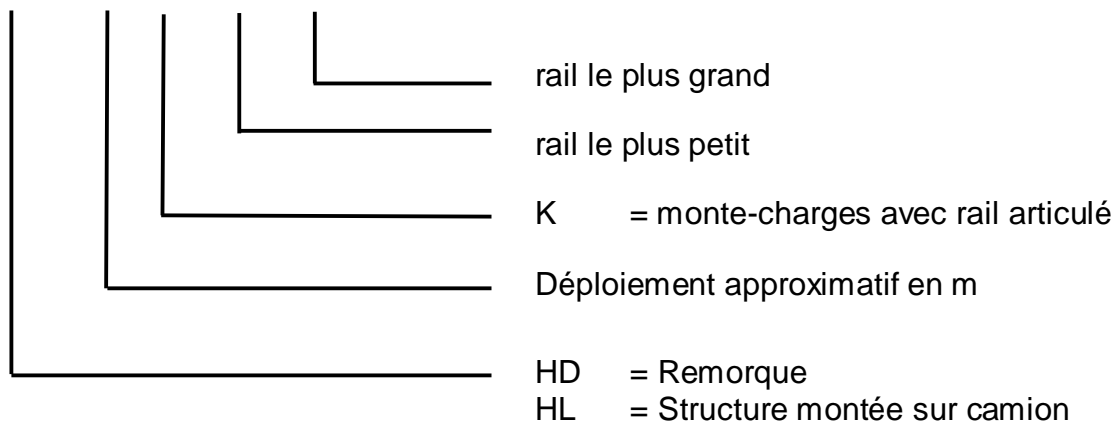 rail le plus grand
rail le plus petit
K = monte-charges avec rail articulé
Déploiement approximatif en m
HD = Remorque
HL = Structure montée sur camion